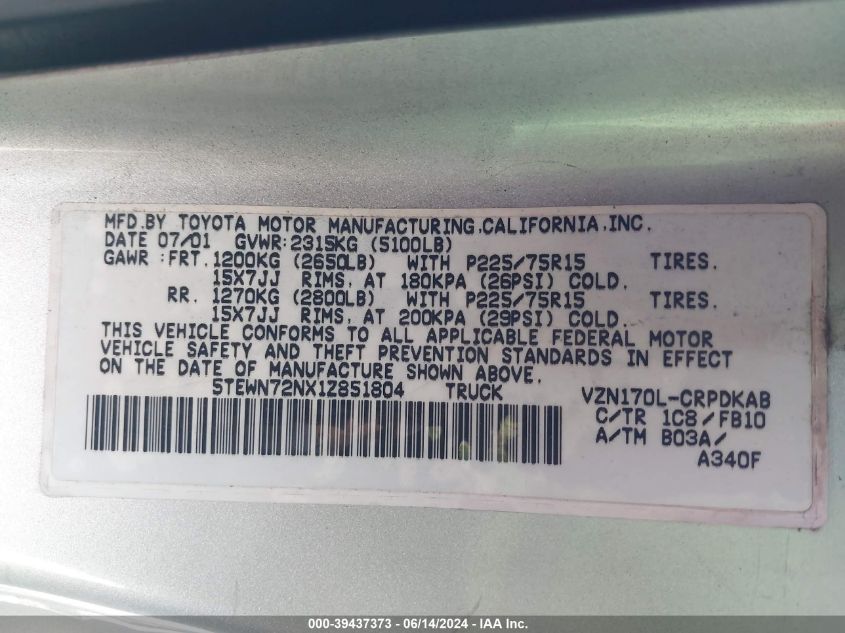 MFD.BY TOYOTA MOTOR MANUFACTURING.CALIFORNIA.INC.
DATE 07/01 GVWR:2315KG (5100LB)
GAWR :FRT.1200KG (2650LB) WITH P225/75R15 TIRES.
15X7JJ RIMS, AT 180KPA (26PSI) COLD.
RR. 1270KG (2800LB) WITH P225/75R15 TIRES.
15X7JJ RIMS, AT 200KPA (29PSI) COLD.
THIS VEHICLE CONFORMS TO ALL APPLICABLE FEDERAL MOTOR
VEHICLE SAFETY AND THEFT PREVENTION STANDARDS IN EFFECT
ON THE DATE OF MANUFACTURE SHOWN ABOVE.
5TEWN72NX1Z851804 TRUCK VZN170L-CRPDKAB
C/TR 1C8/FB10
A/TM B03A/
A340F
000-39437373 - 06/14/2024 - IAA Inc.